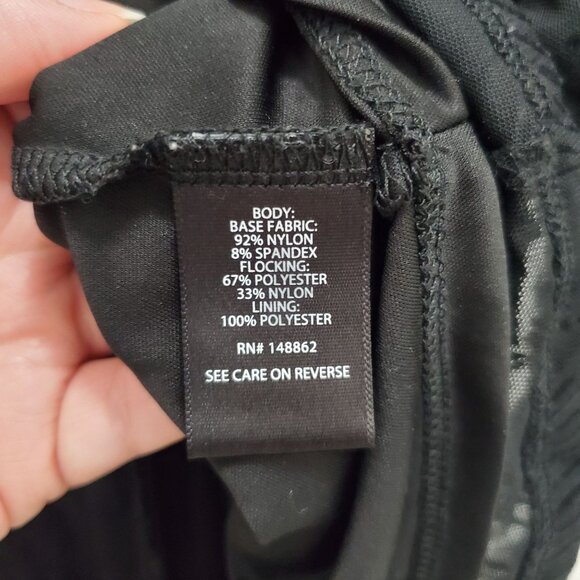 BODY:
BASE FABRIC:
92% NYLON
8% SPANDEX
FLOCKING:
67% POLYESTER
33% NYLON
LINING:
100% POLYESTER
RN# 148862
SEE CARE ON REVERSE